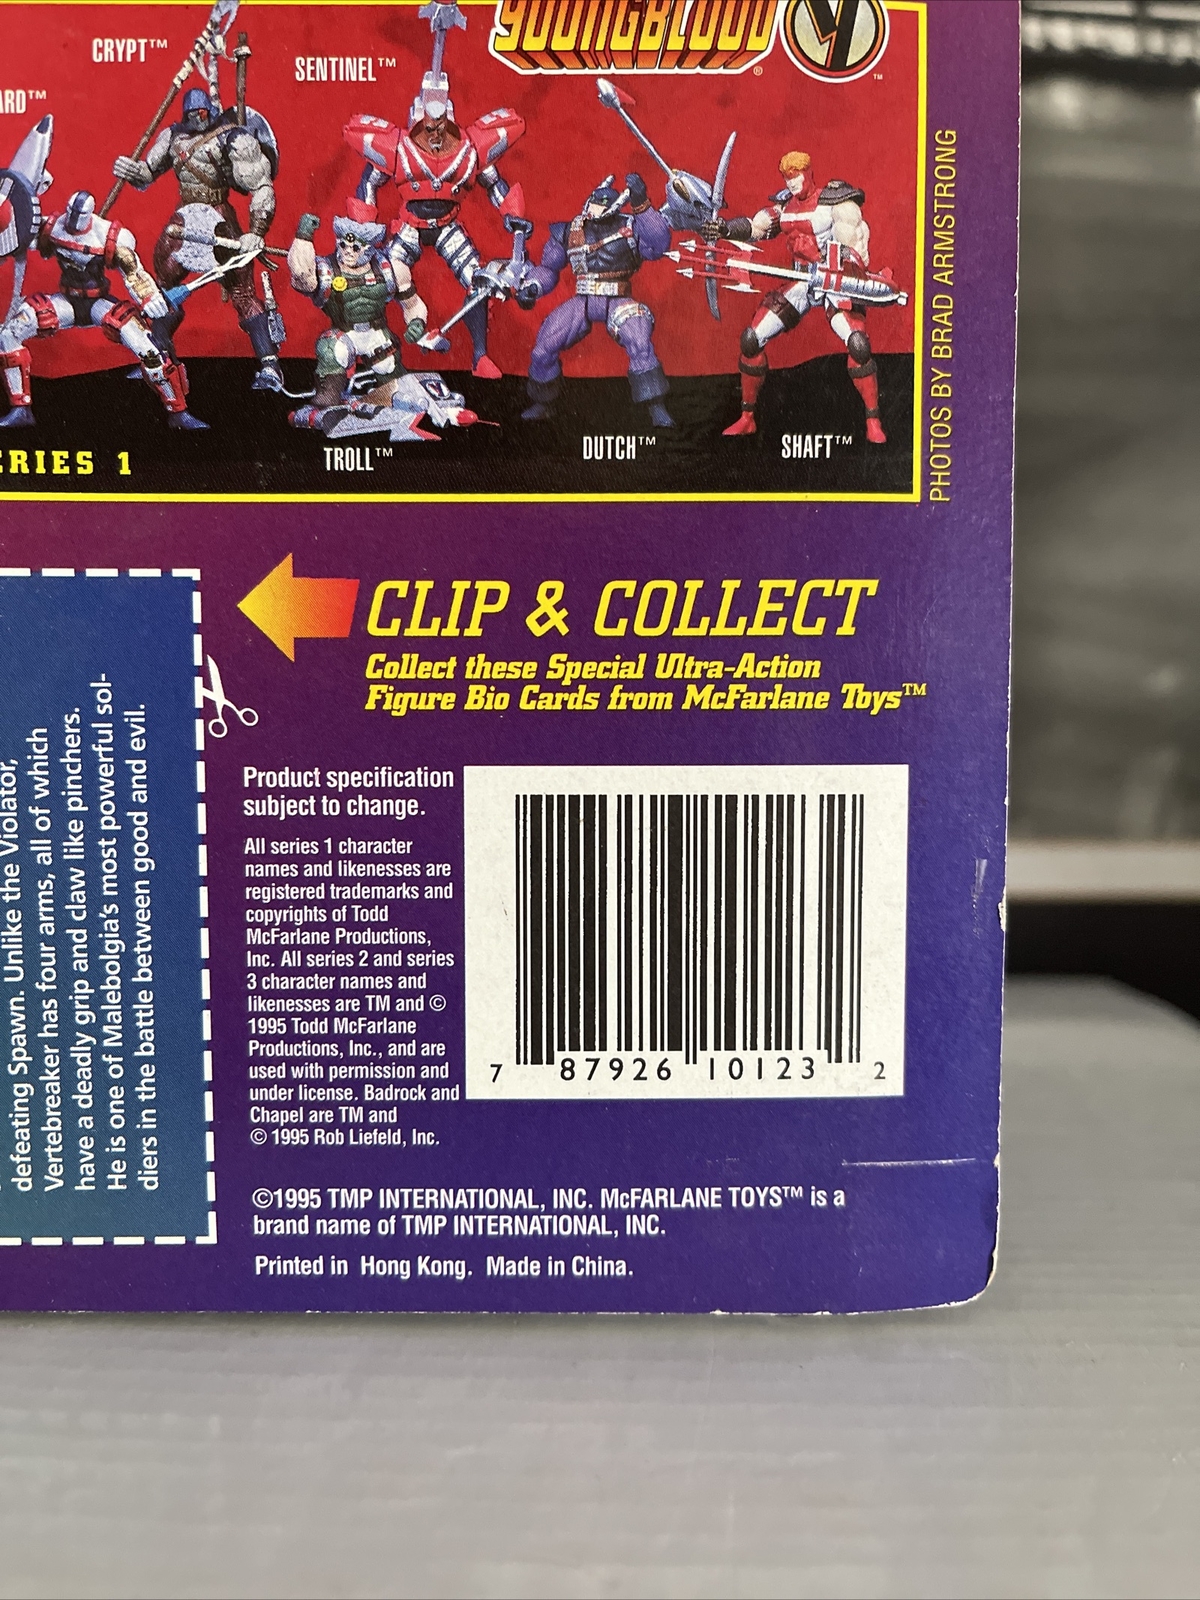 YOUNGBLOOD®
™
CRYPT™
SENTINEL™
ARD™
PHOTOS BY BRAD ARMSTRONG
TROLL™
DUTCH™
SHAFT™
ERIES 1
CLIP & COLLECT
Collect these Special Ultra-Action
Figure Bio Cards from McFarlane Toys™
defeating Spawn. Unlike the Violator,
Vertebreaker has four arms, all of which
have a deadly grip and claw like pinchers.
He is one of Malebolgia's most powerful sol-
diers in the battle between good and evil.
Product specification
subject to change.
All series 1 character
names and likenesses are
registered trademarks and
copyrights of Todd
McFarlane Productions,
Inc. All series 2 and series
3 character names and
likenesses are TM and ©
1995 Todd McFarlane
Productions, Inc., and are
used with permission and
under license. Badrock and
Chapel are TM and
© 1995 Rob Liefeld, Inc.
7 87926 10123 2
©1995 TMP INTERNATIONAL, INC. McFARLANE TOYS™ is a
brand name of TMP INTERNATIONAL, INC.
Printed in Hong Kong. Made in China.